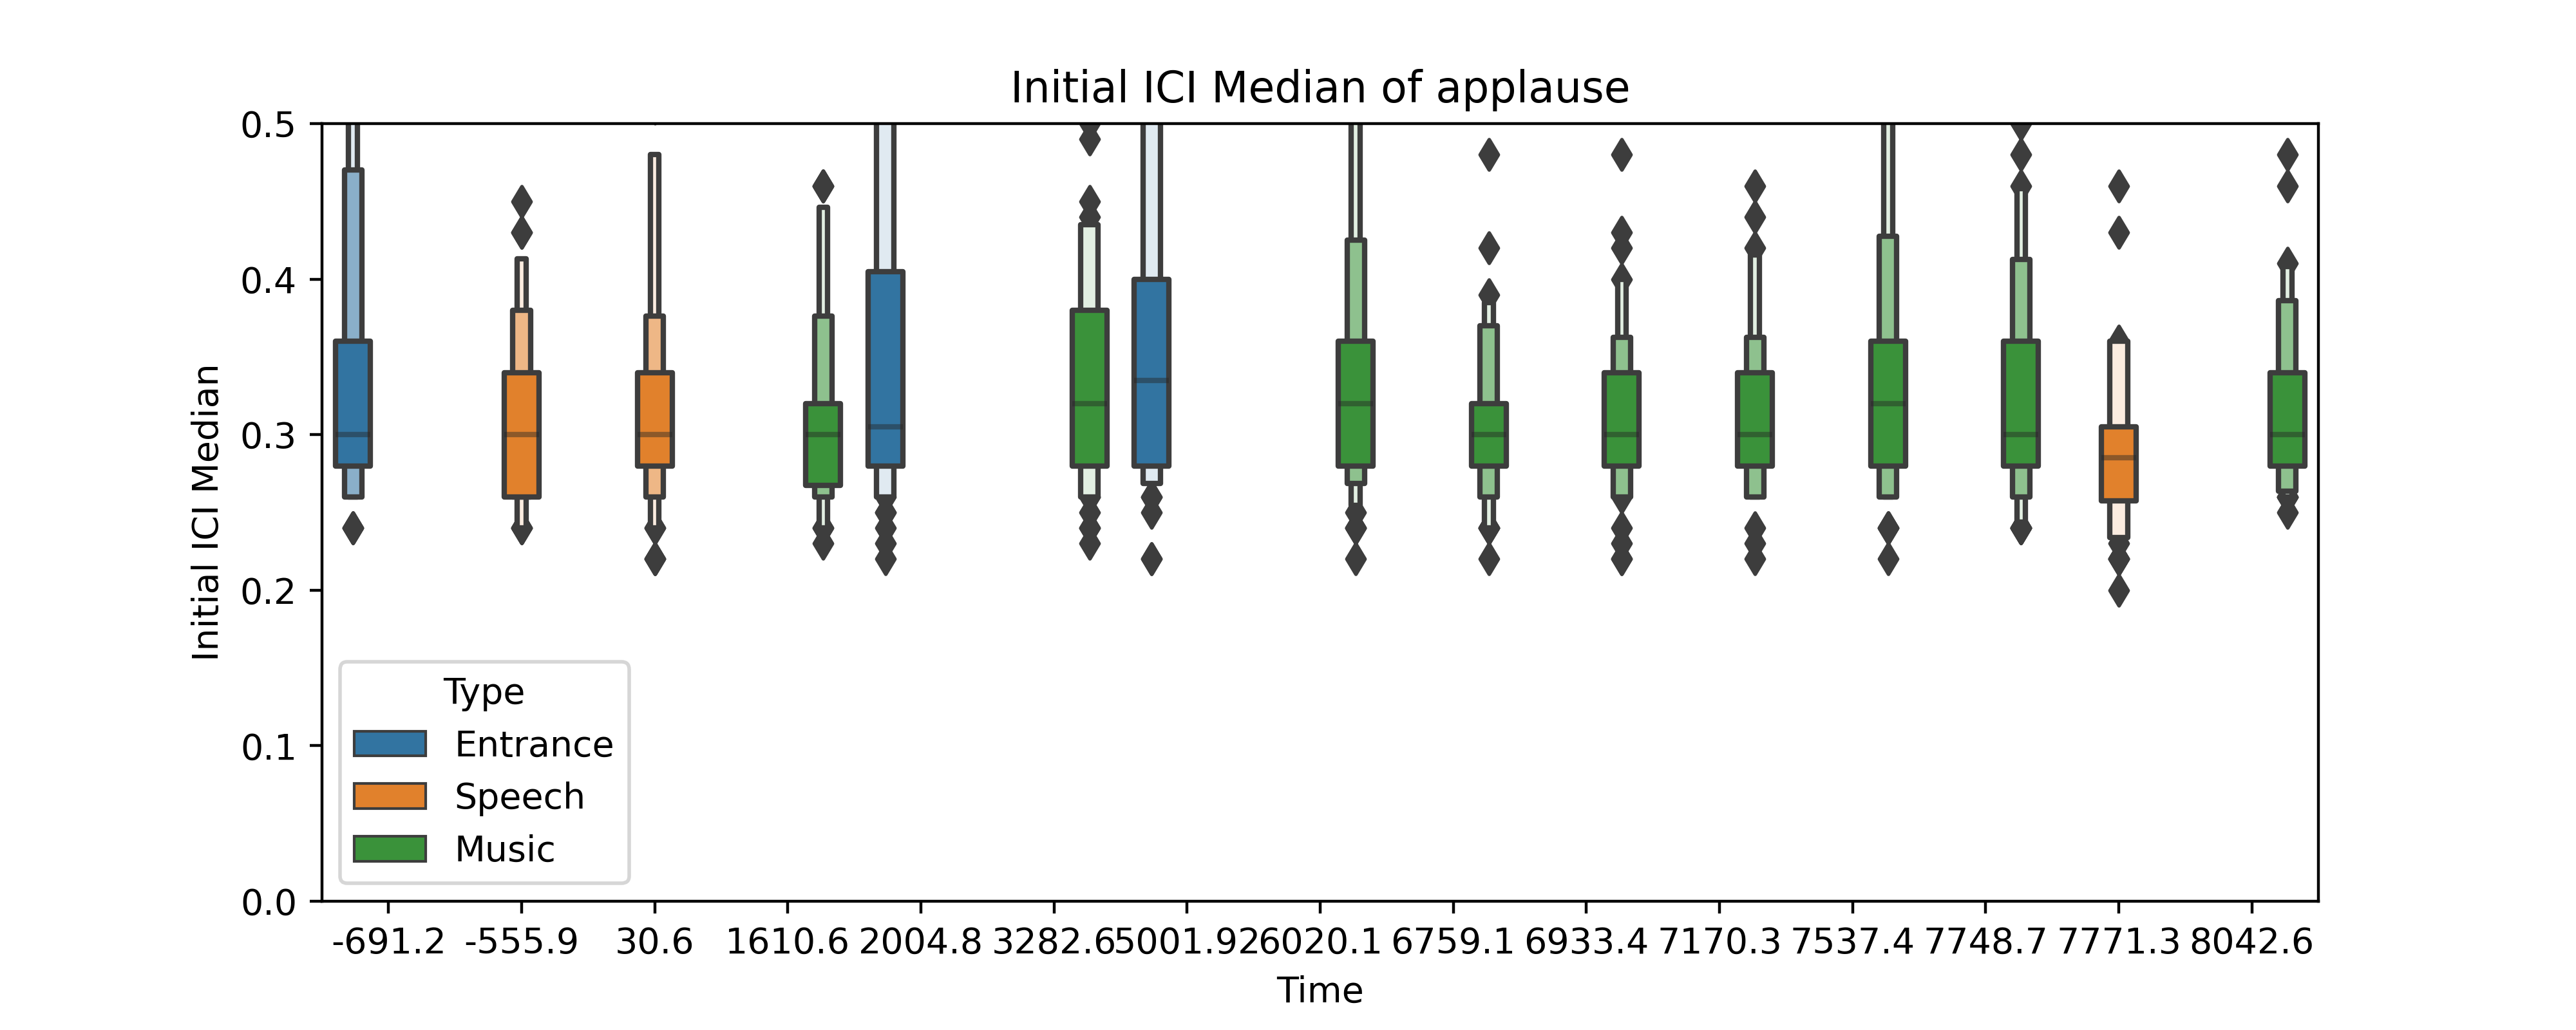 Initial ICI Median of applause
Initial ICI Median
0.5
0.4
0.3
0.2
0.1
0.0
Type
Entrance
Speech
Music
-691.2 -555.9 30.6 1610.6 2004.8 3282.65001.926020.1 6759.1 6933.4 7170.3 7537.4 7748.7 7771.3 8042.6
Time